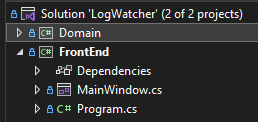 Solution 'LogWatcher' (2 of 2 projects)
C# Domain
C# FrontEnd
Dependencies
MainWindow.cs
C# Program.cs